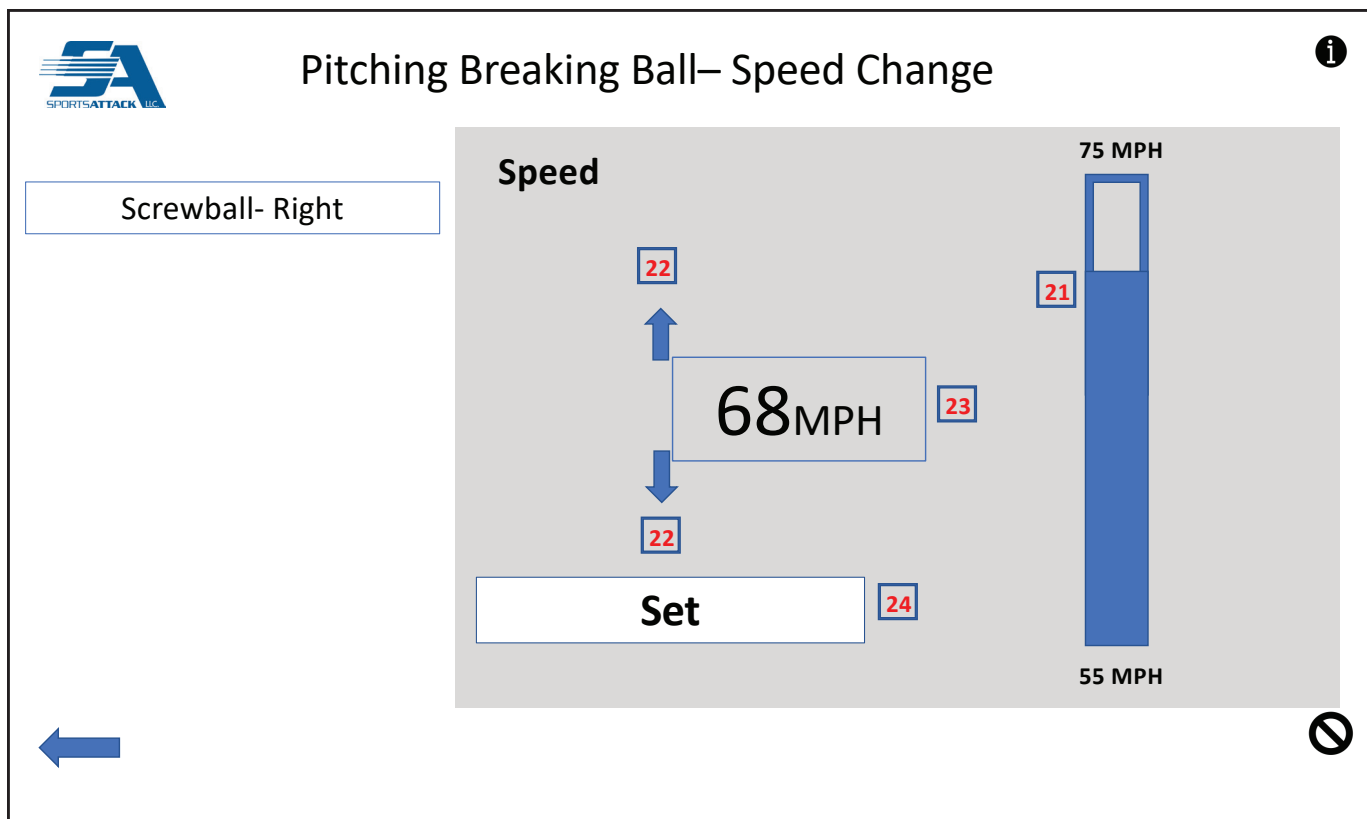 Pitching Breaking Ball– Speed Change
SPORTSATTACK LLC.
Screwball- Right
Speed
75 MPH
22
21
68MPH
23
22
Set
24
55 MPH